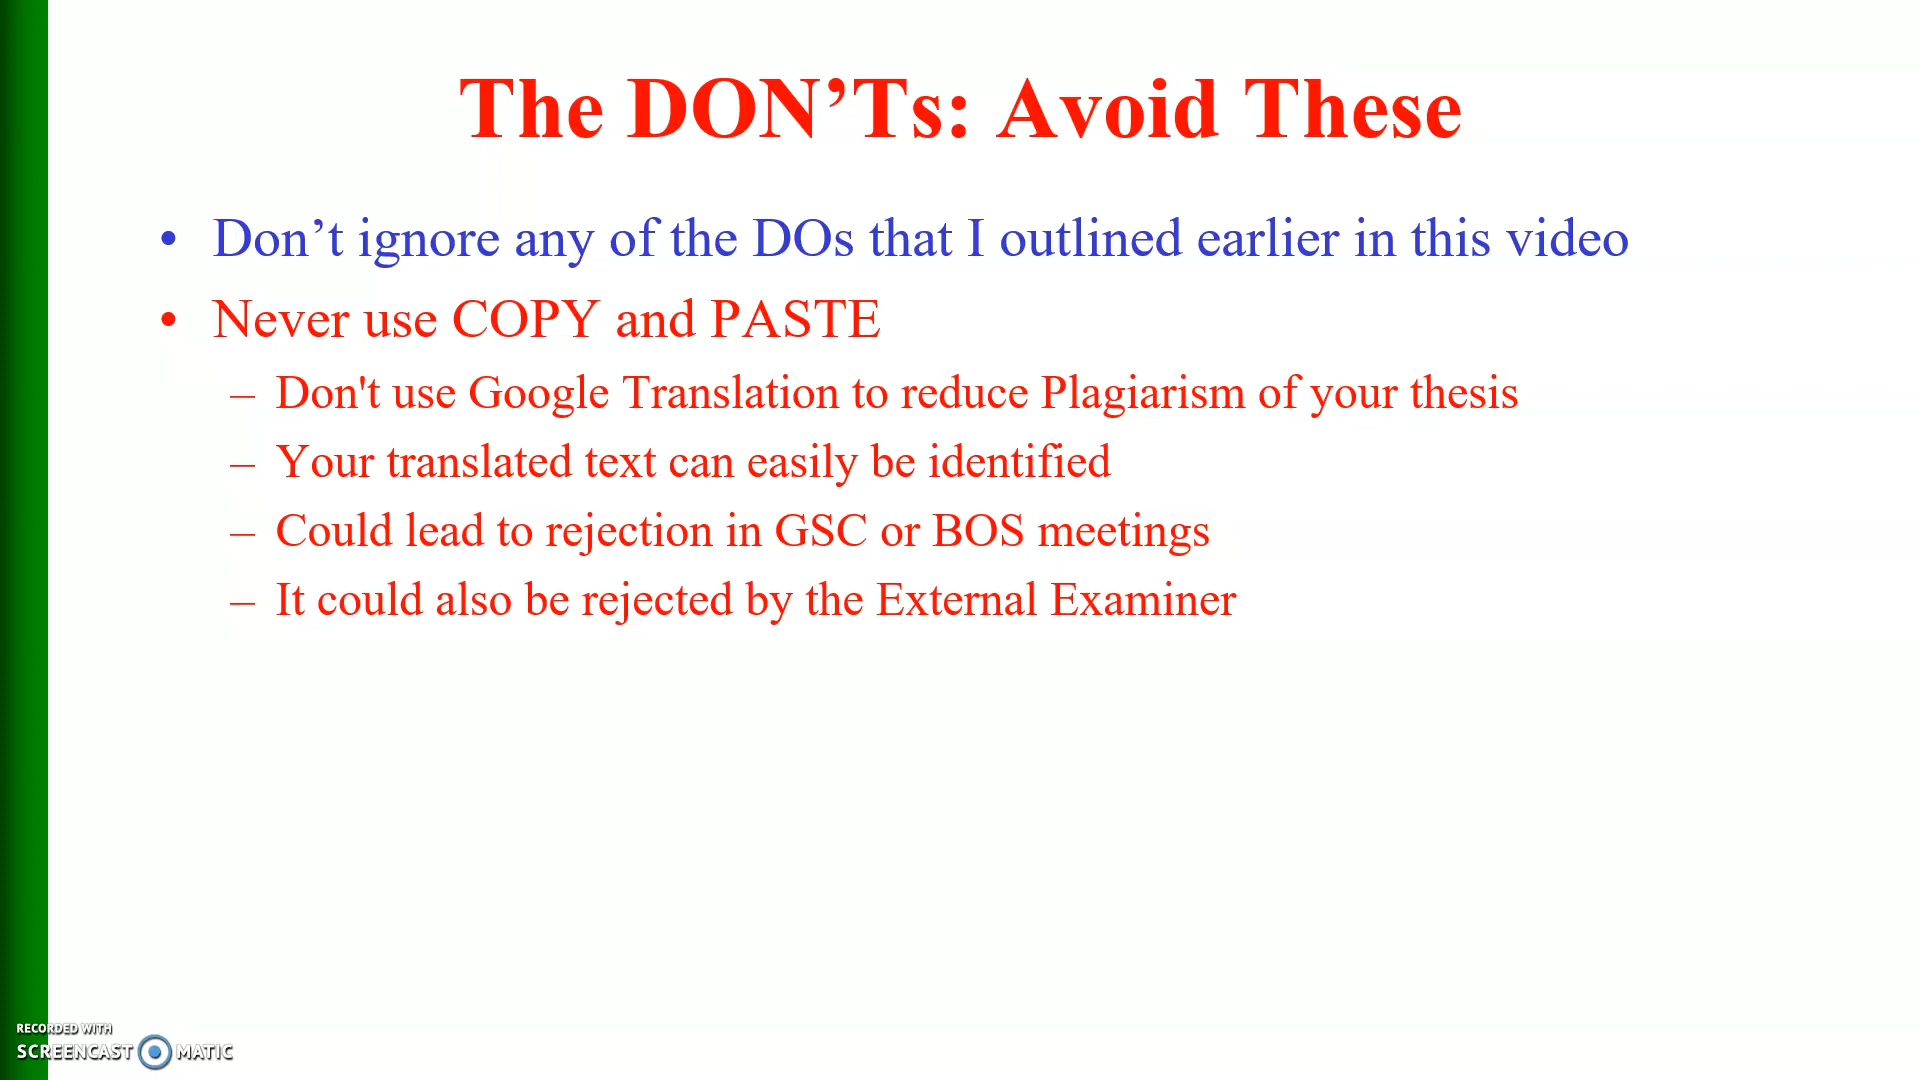 The DON’Ts: Avoid These
• Don’t ignore any of the DOs that I outlined earlier in this video
• Never use COPY and PASTE
– Don't use Google Translation to reduce Plagiarism of your thesis
– Your translated text can easily be identified
– Could lead to rejection in GSC or BOS meetings
– It could also be rejected by the External Examiner
RECORDED WITH
SCREENCAST MATIC